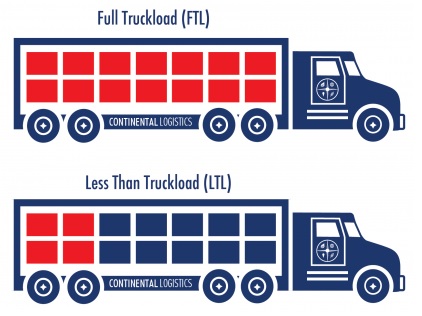 Full Truckload (FTL)
CONTINENTAL LOGISTICS
Less Than Truckload (LTL)
CONTINENTAL LOGISTICS